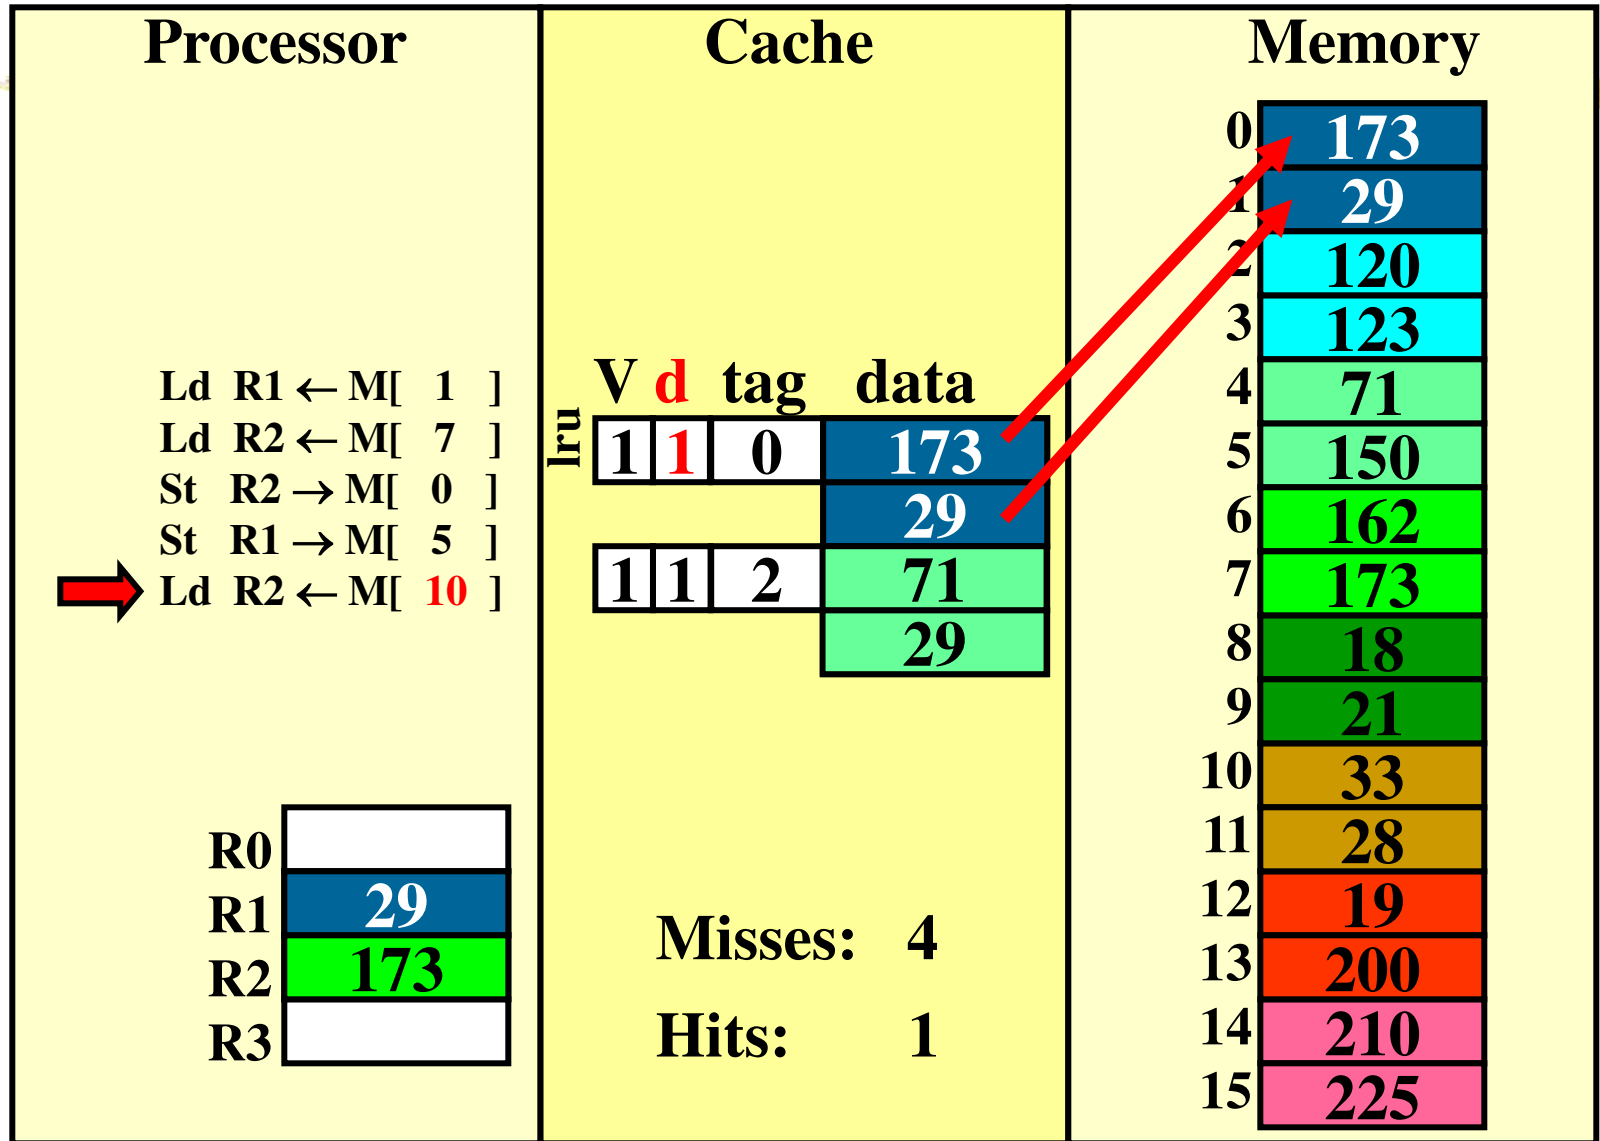 Processor
Ld R1 ← M[ 1 ]
Ld R2 ← M[ 7 ]
St R2 → M[ 0 ]
St R1 → M[ 5 ]
Ld R2 ← M[ 10 ]
R0
R1 29
R2 173
R3
Cache
V d tag data
lru
1 1 0 173
29
1 1 2 71
29
Misses: 4
Hits: 1
Memory
0 173
1 29
2 120
3 123
4 71
5 150
6 162
7 173
8 18
9 21
10 33
11 28
12 19
13 200
14 210
15 225